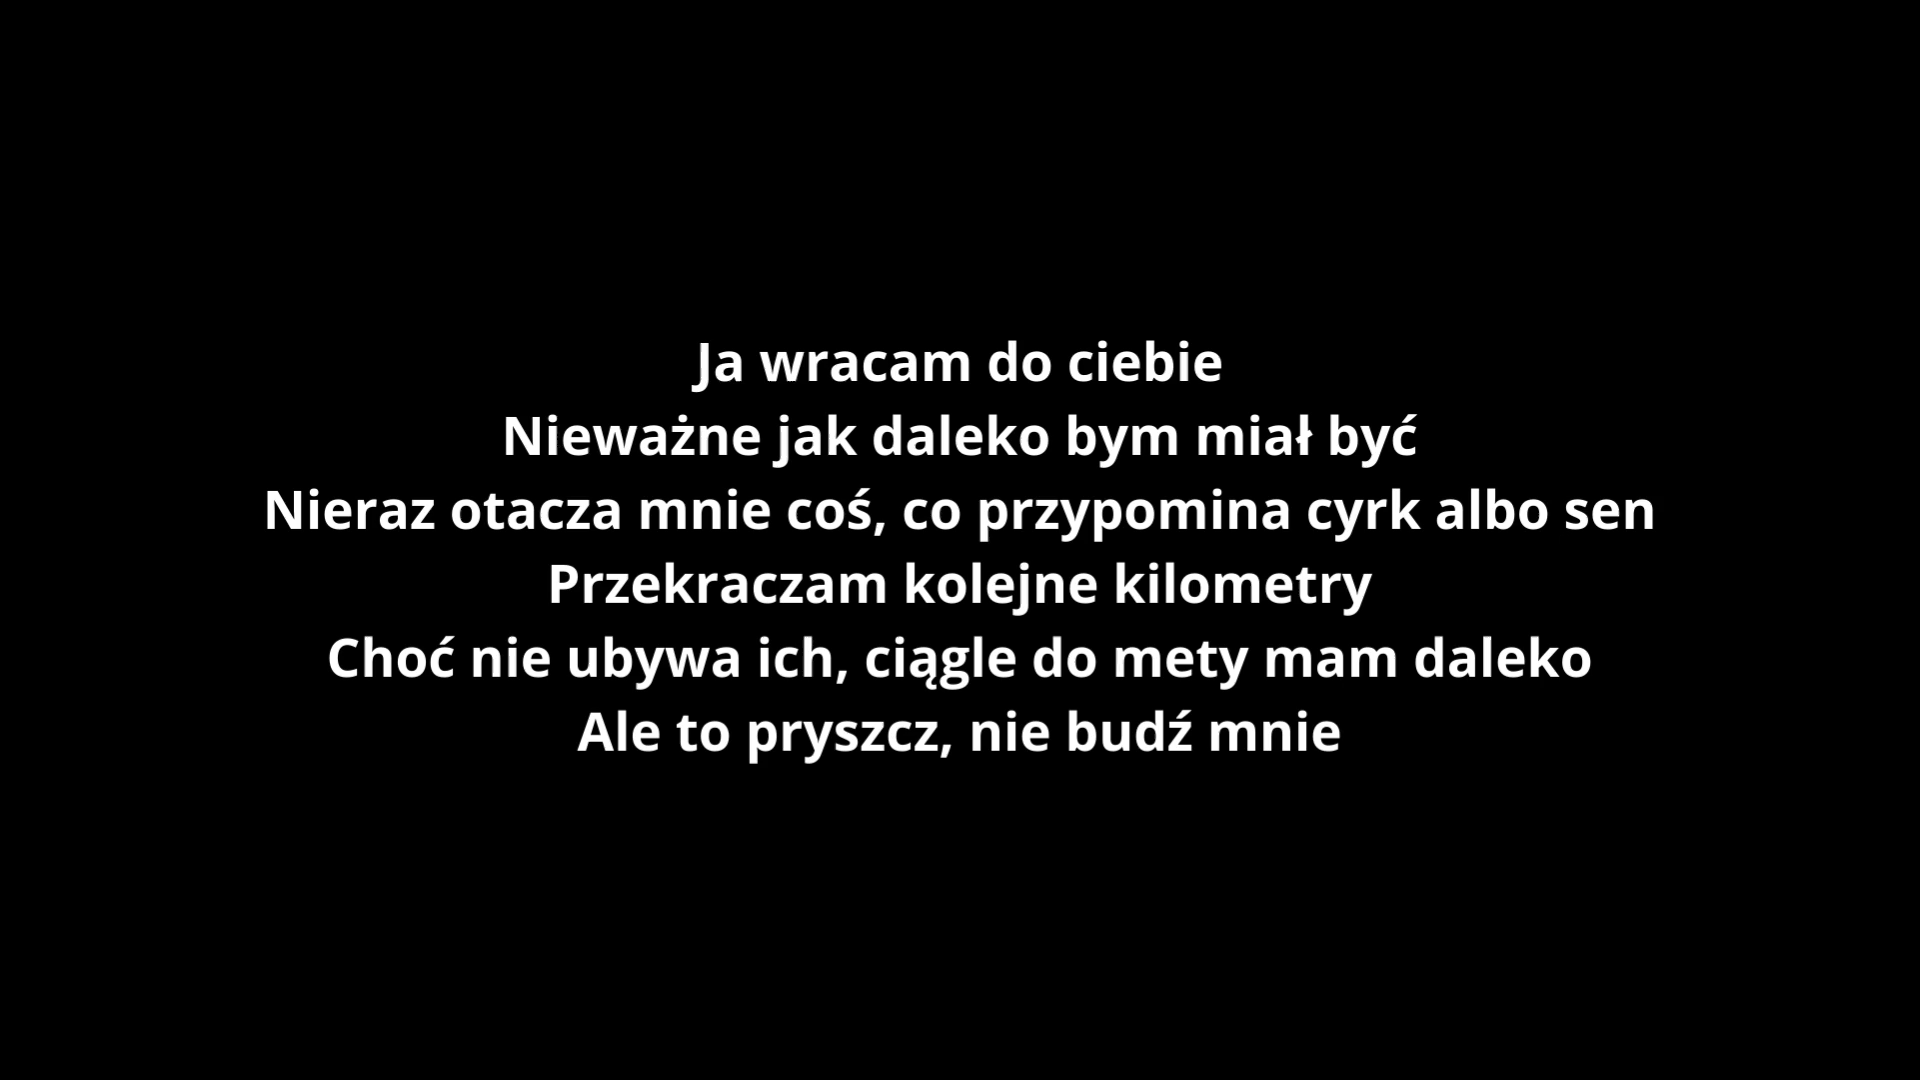 Ja wracam do ciebie
Nieważne jak daleko bym miał być
Nieraz otacza mnie coś, co przypomina cyrk albo sen
Przekraczam kolejne kilometry
Choć nie ubywa ich, ciągle do mety mam daleko
Ale to pryszcz, nie budź mnie